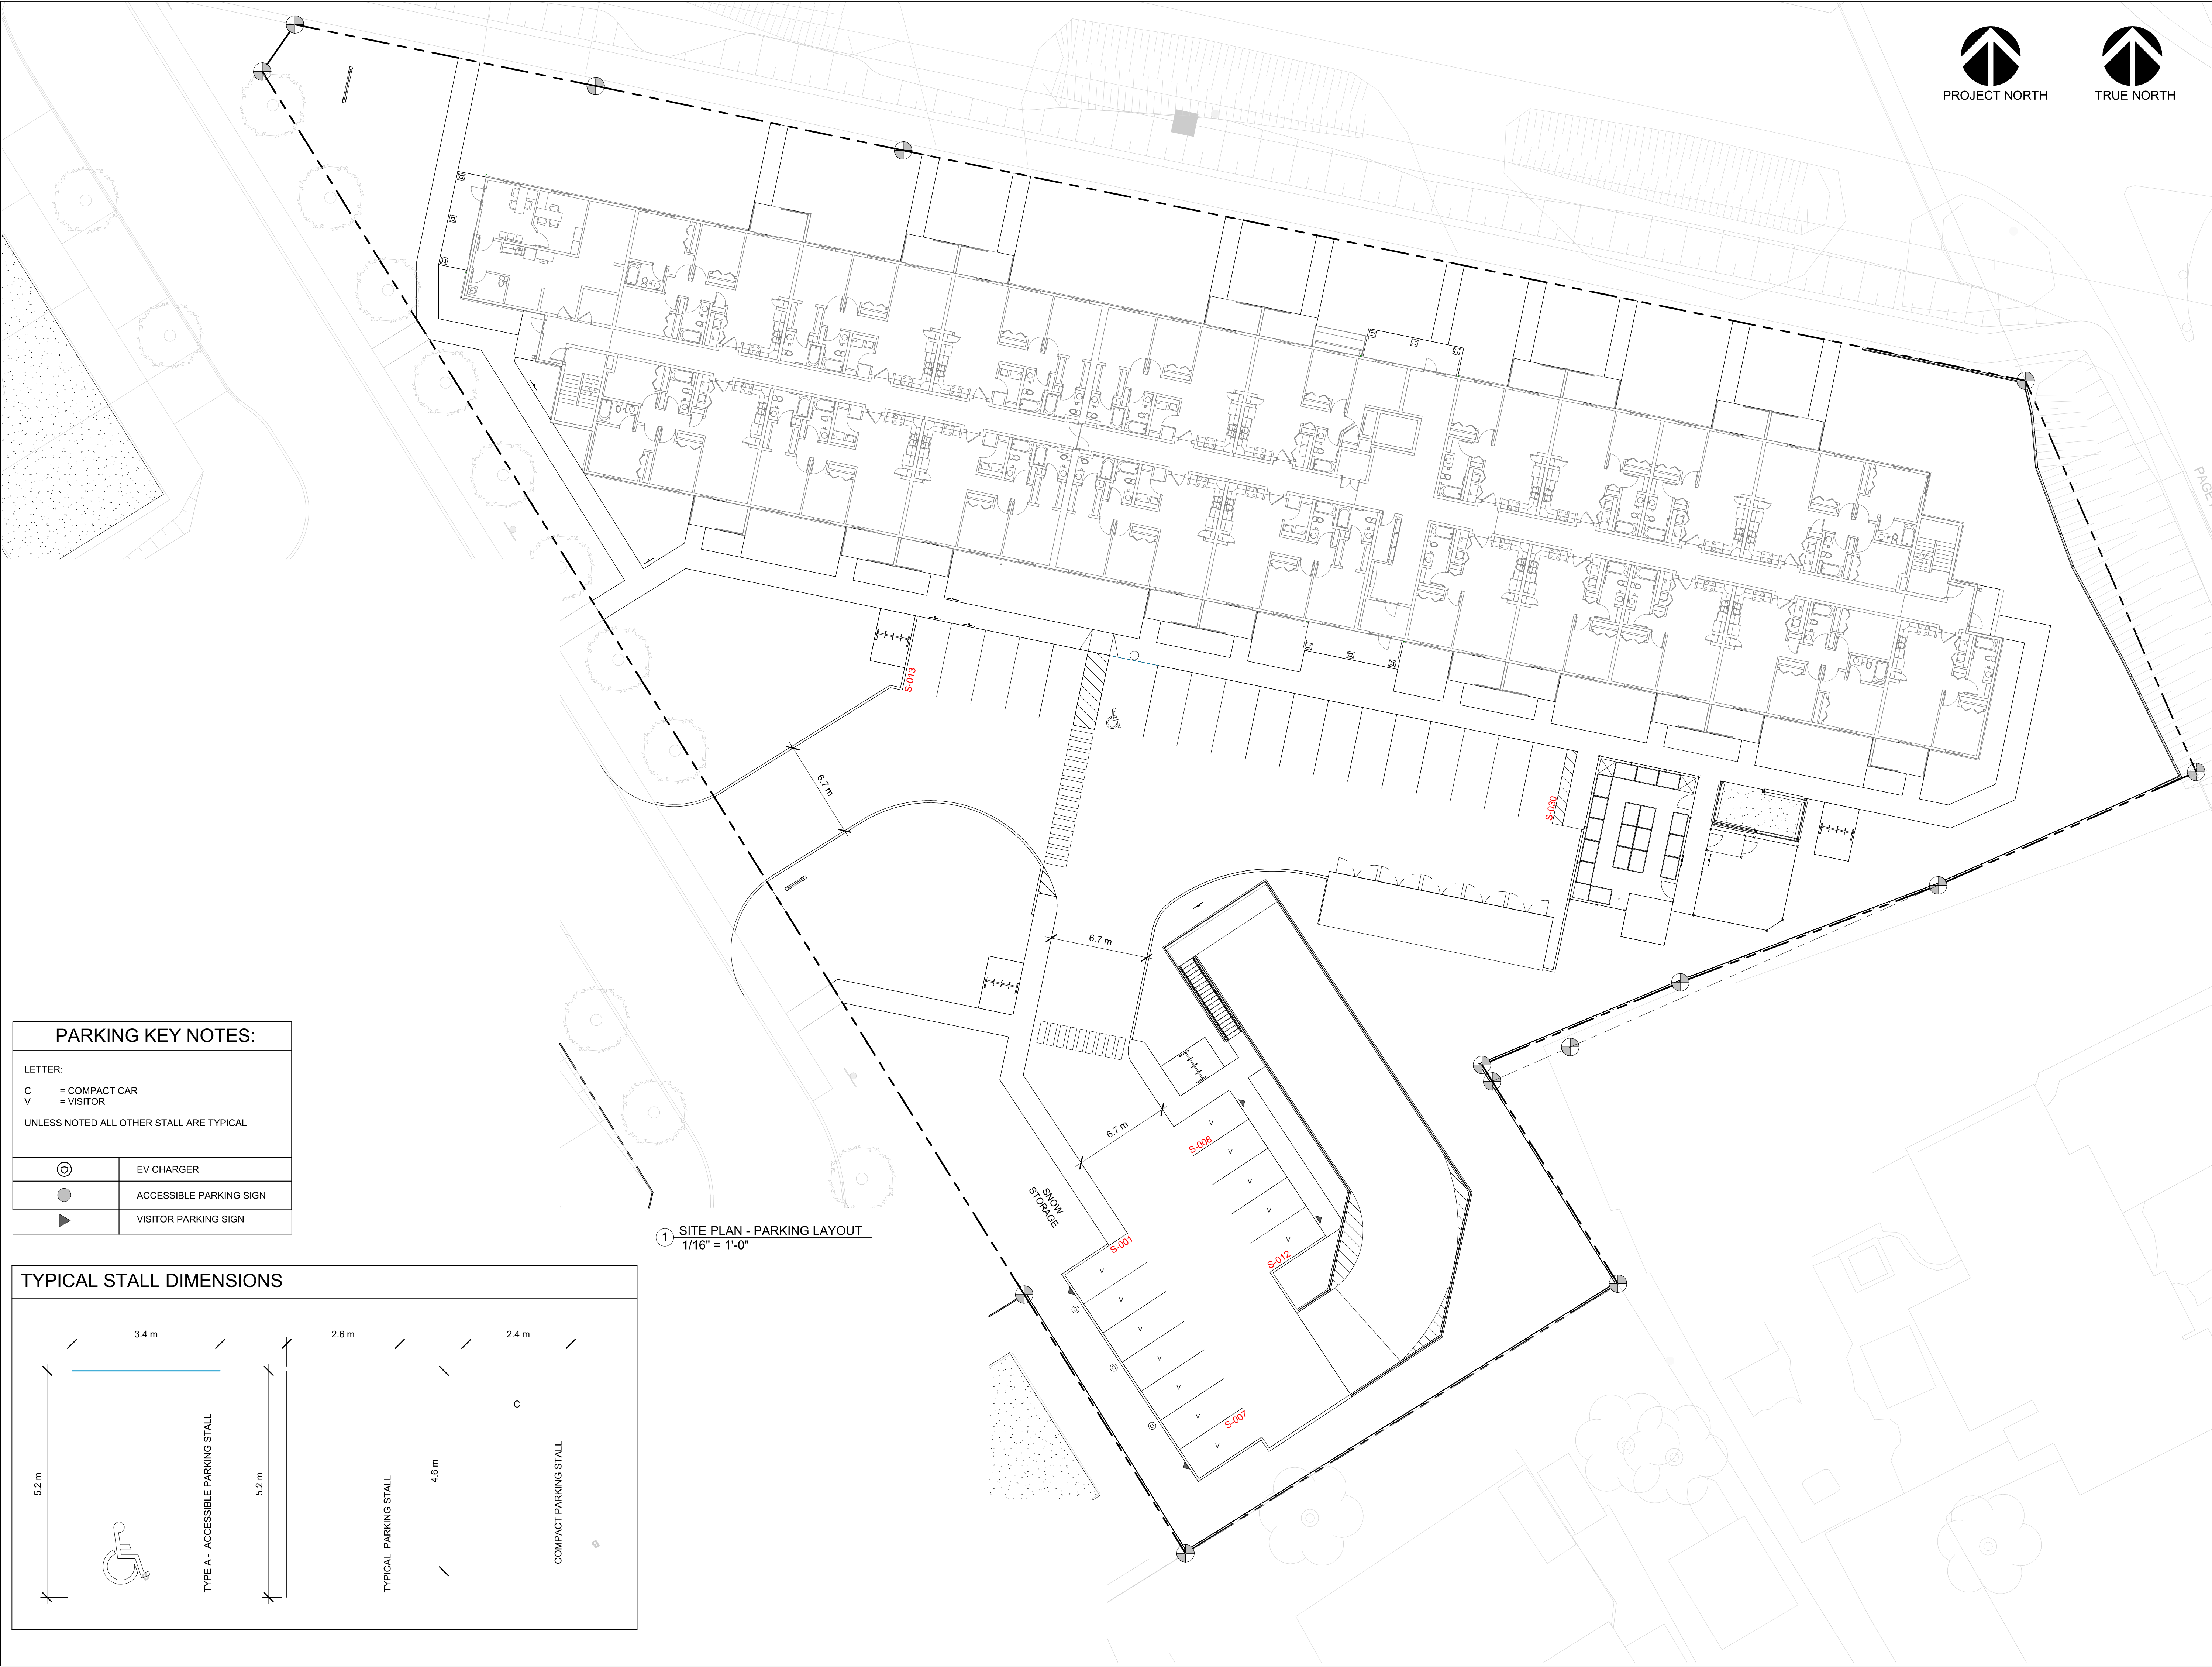 PROJECT NORTH
TRUE NORTH
S-013
6.7 m
S-030
6.7 m
6.7 m
V
S-008
V
V
V
V
S-012
SNOW
STORAGE
S-001
V
V
V
V
V
V
S-007
V
PARKING KEY NOTES:
LETTER:
C = COMPACT CAR
V = VISITOR
UNLESS NOTED ALL OTHER STALL ARE TYPICAL
EV CHARGER
ACCESSIBLE PARKING SIGN
VISITOR PARKING SIGN
1 SITE PLAN - PARKING LAYOUT
1/16" = 1'-0"
TYPICAL STALL DIMENSIONS
3.4 m
5.2 m
TYPE A - ACCESSIBLE PARKING STALL
2.6 m
5.2 m
TYPICAL PARKING STALL
2.4 m
4.6 m
C
COMPACT PARKING STALL